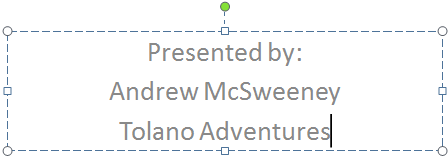 Presented by:
Andrew McSweeney
Tolano Adventures